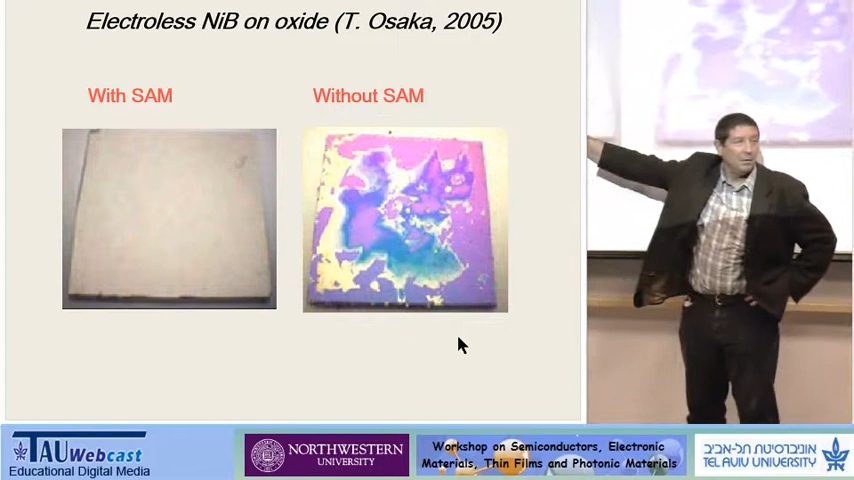 Electroless NiB on oxide (T. Osaka, 2005)
With SAM
Without SAM
TAU Webcast
Educational Digital Media
NORTHWESTERN
UNIVERSITY
Workshop on Semiconductors, Electronic
Materials, Thin Films and Photonic Materials
אוניברסיטת תל-אביב
TEL AVIV UNIVERSITY